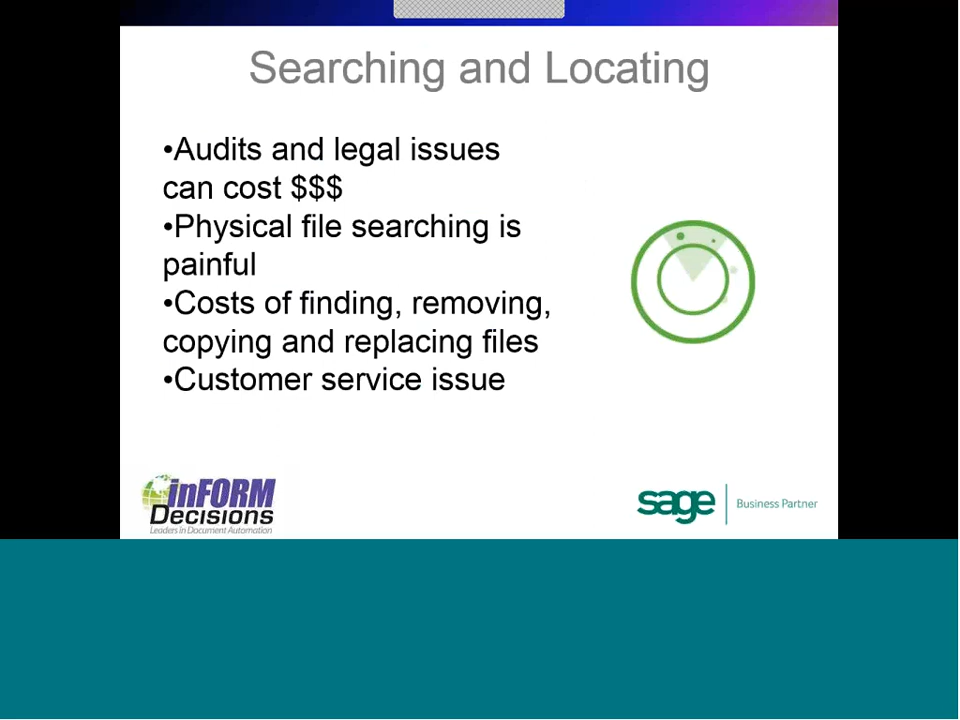 Searching and Locating
•Audits and legal issues
can cost $$$
•Physical file searching is
painful
•Costs of finding, removing,
copying and replacing files
•Customer service issue
inFORM
Decisions
Leaders in Document Automation
sage Business Partner